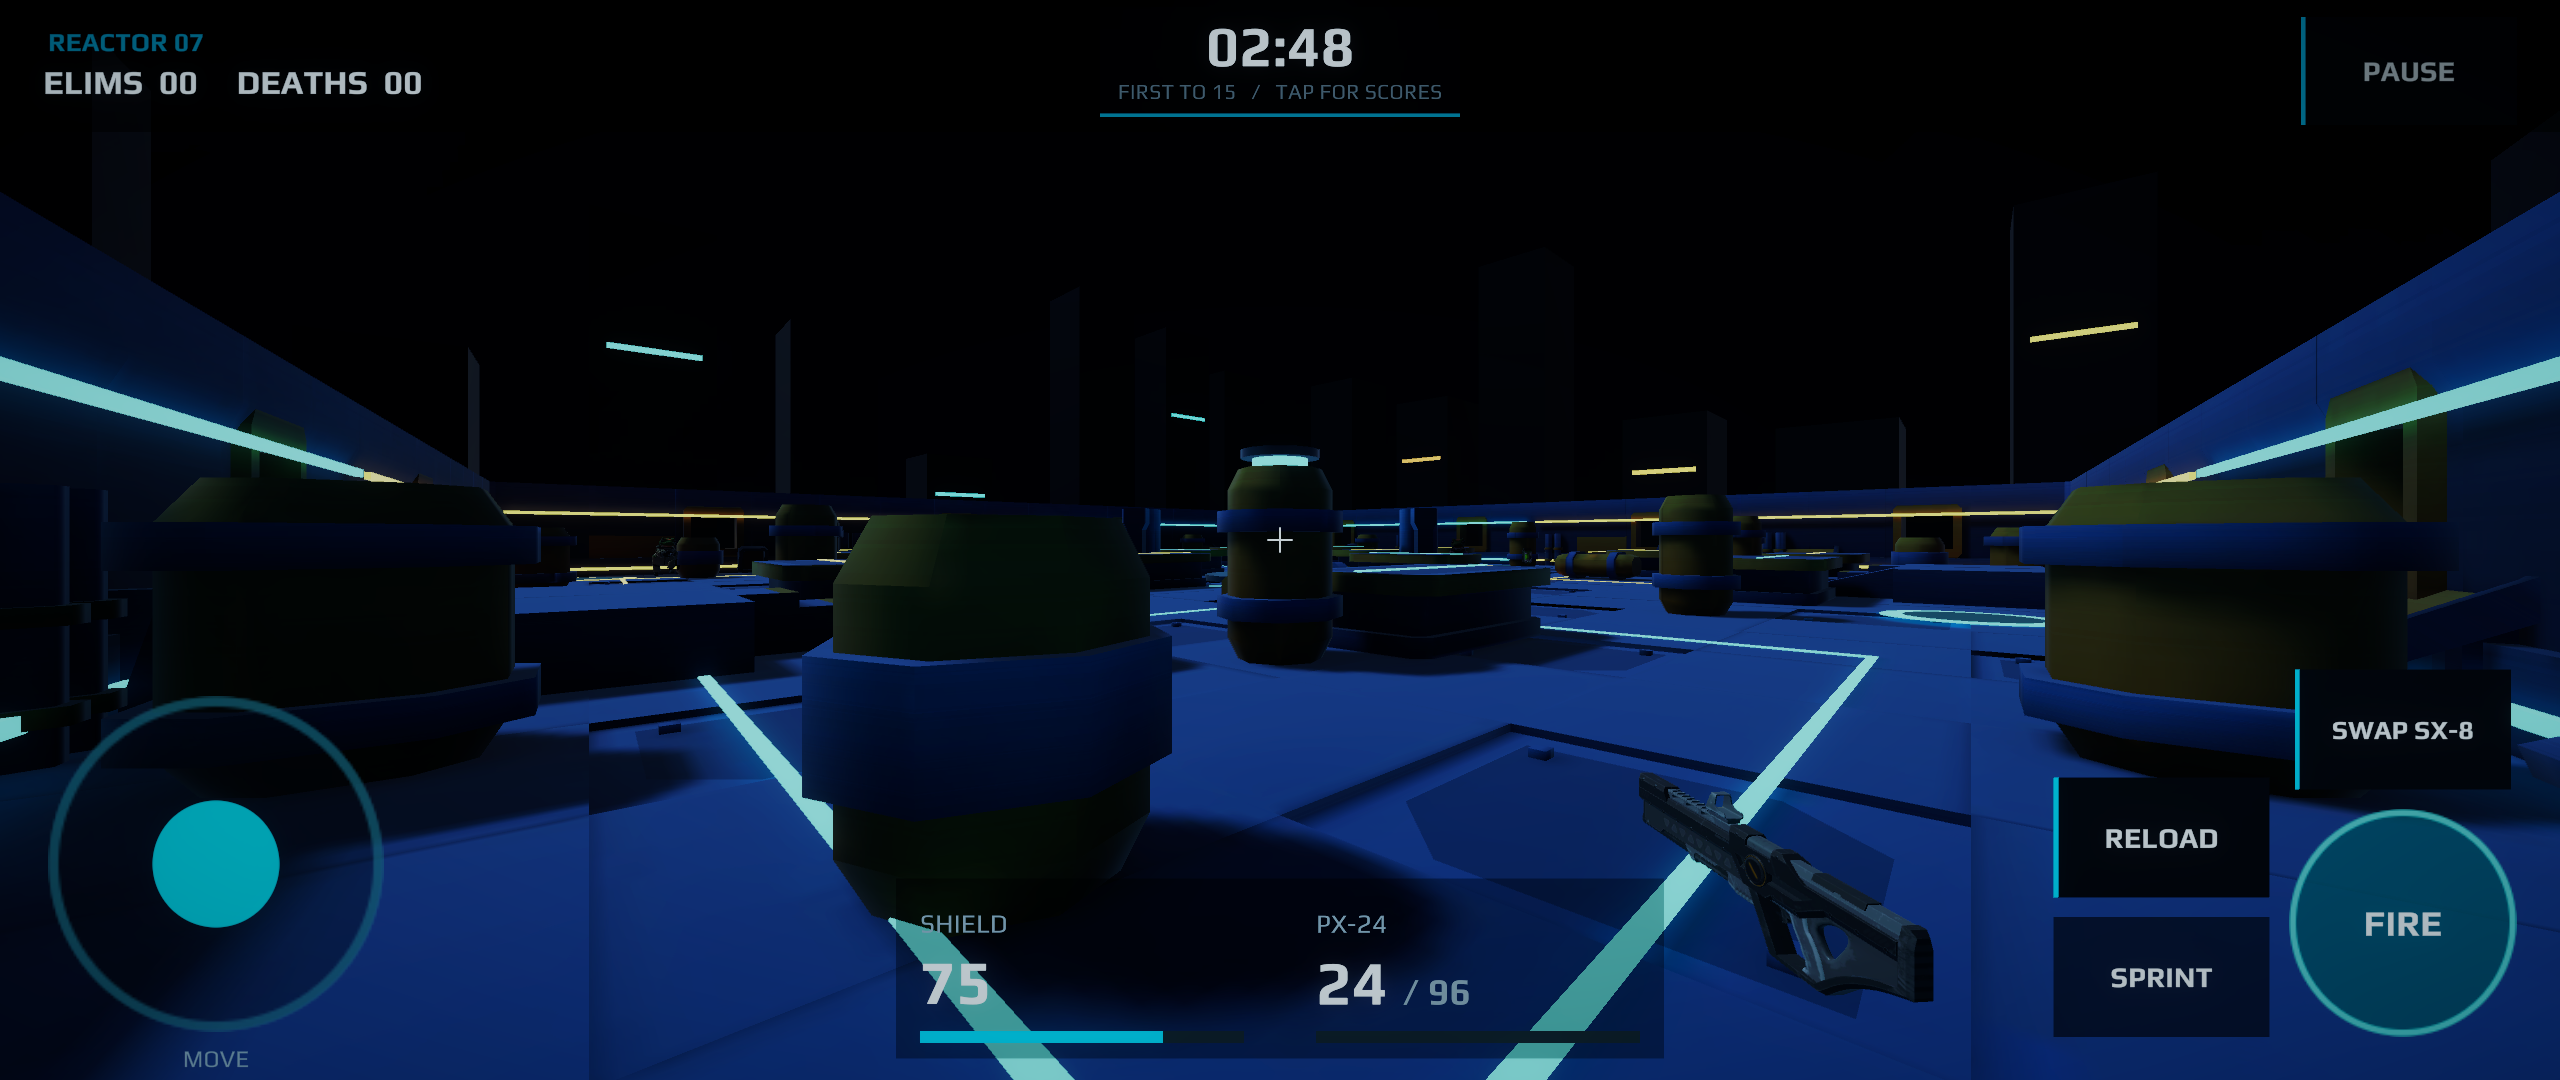 REACTOR 07
ELIMS 00 DEATHS 00
02:48
FIRST TO 15 / TAP FOR SCORES
PAUSE
SWAP SX-8
RELOAD
FIRE
SPRINT
SHIELD
75
PX-24
24 / 96
MOVE